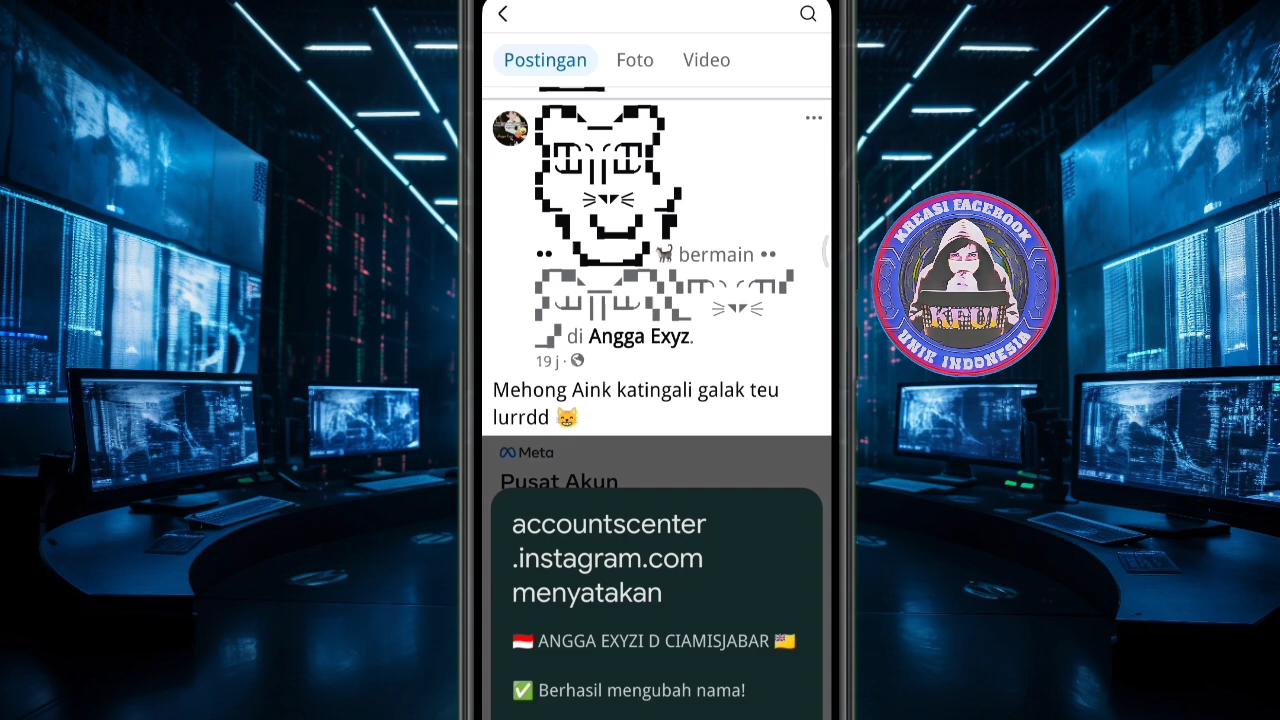 Postingan Foto Video
•• 🐈‍⬛ bermain ••
di Angga Exyz.
19 j ·
Mehong Aink katingali galak teu
lurrdd 😸
Meta
Pusat Akun
accountscenter
.instagram.com
menyatakan
🇮🇩 ANGGA EXYZI D CIAMISJABAR 🇳🇺
✅ Berhasil mengubah nama!
KREASI FACEBOOK
KFUI
UNIK INDONESIA